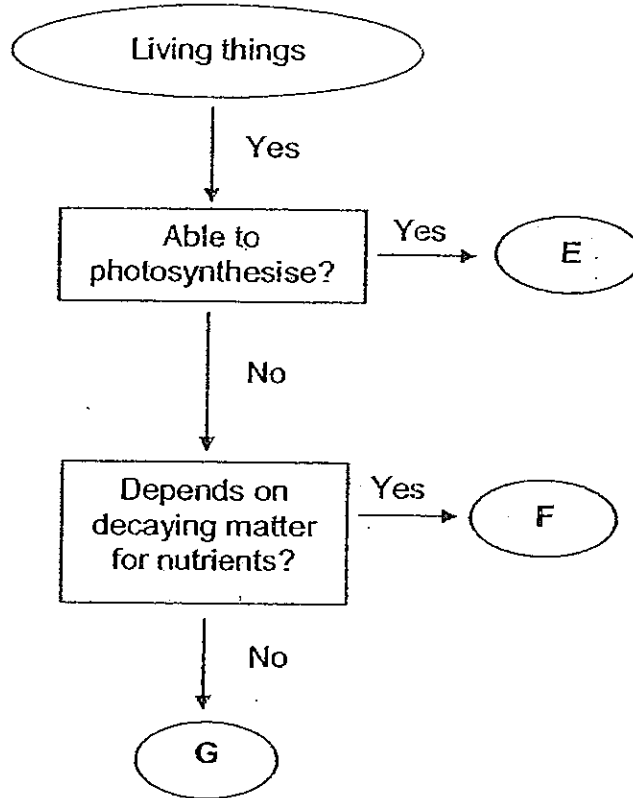 Living things
Yes
Able to
photosynthesise?
Yes
E
No
Depends on
decaying matter
for nutrients?
Yes
F
No
G